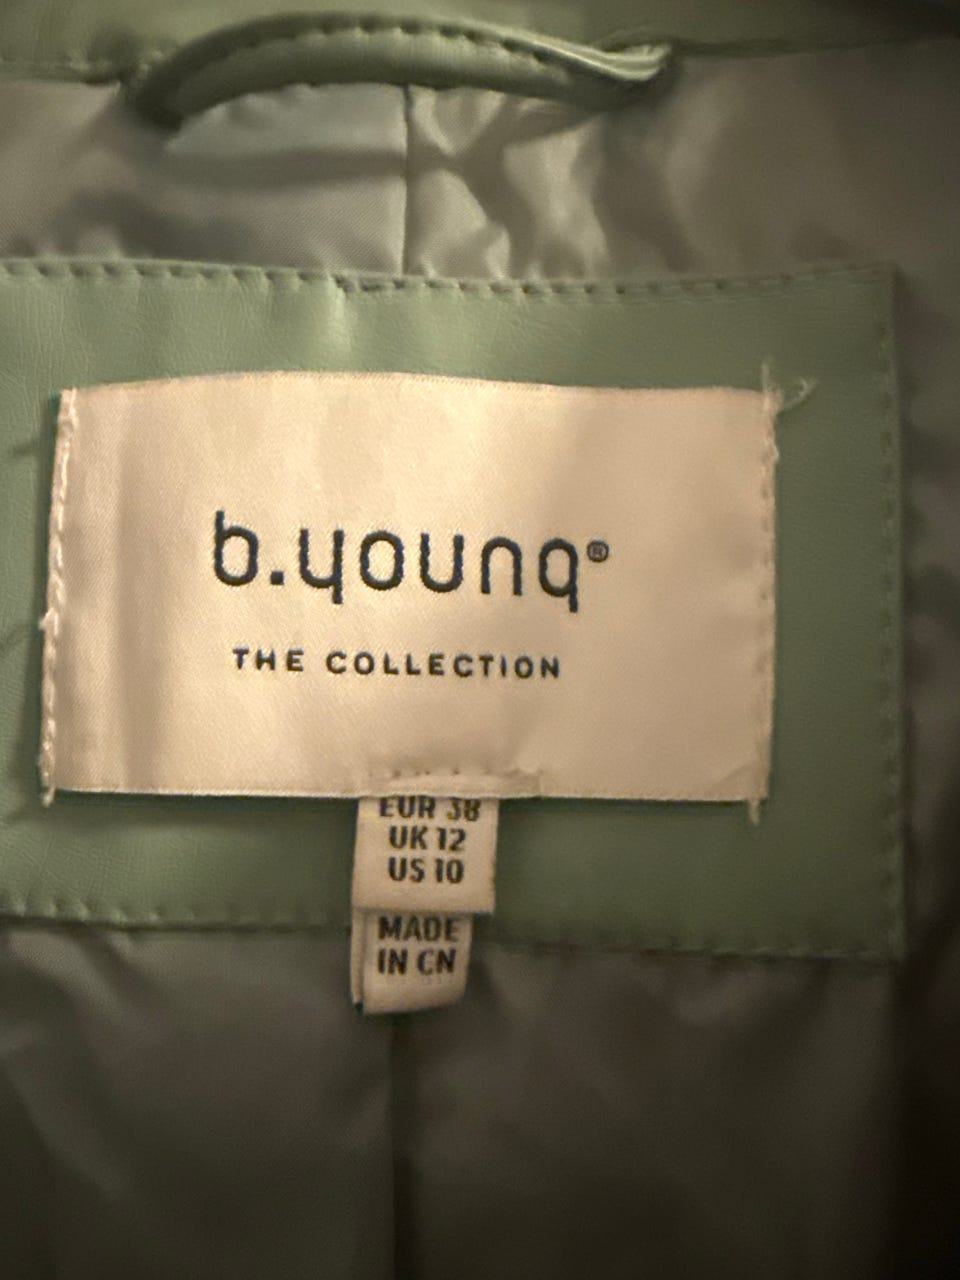 b.young®
THE COLLECTION
EUR 38
UK 12
US 10
MADE
IN CN